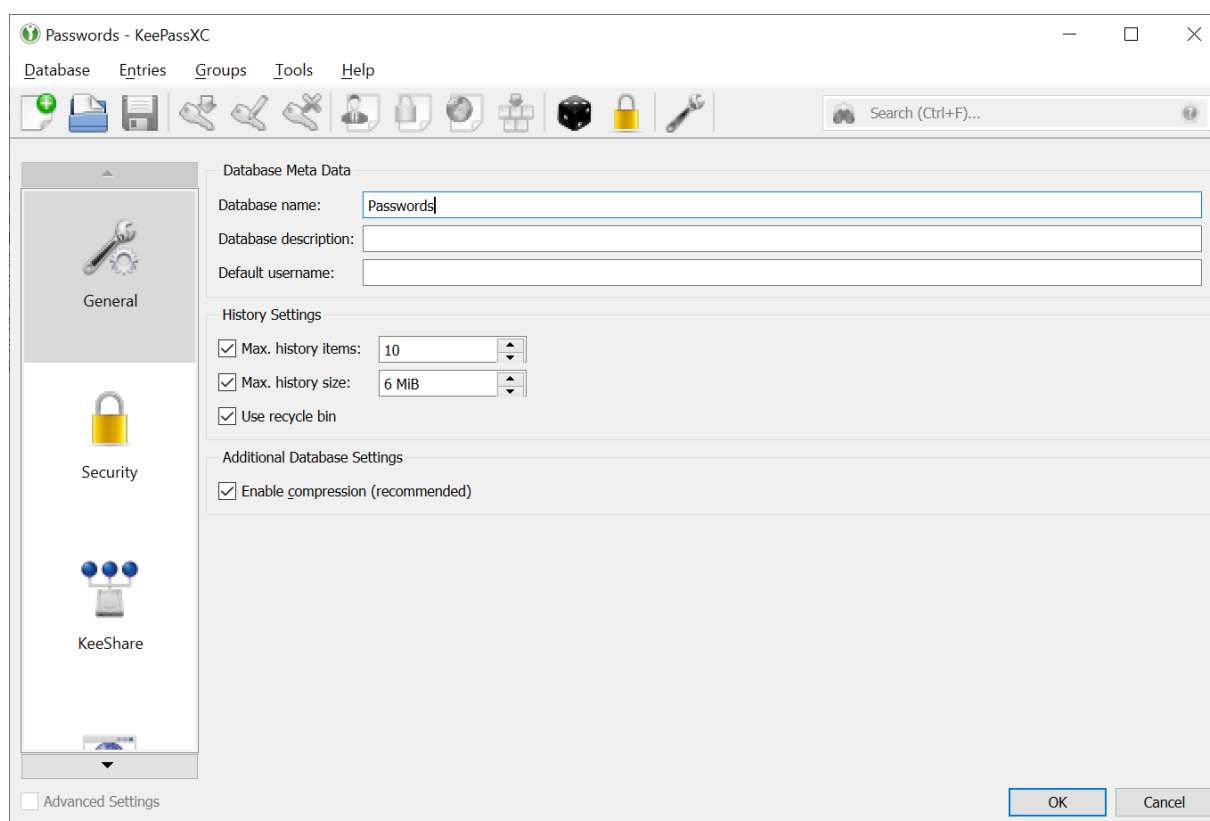 Passwords - KeePassXC
Database Entries Groups Tools Help
Search (Ctrl+F)...
Database Meta Data
Database name: Passwords
Database description:
Default username:
General
History Settings
Max. history items: 10
Max. history size: 6 MiB
Use recycle bin
Additional Database Settings
Security
Enable compression (recommended)
KeeShare
Advanced Settings
OK Cancel